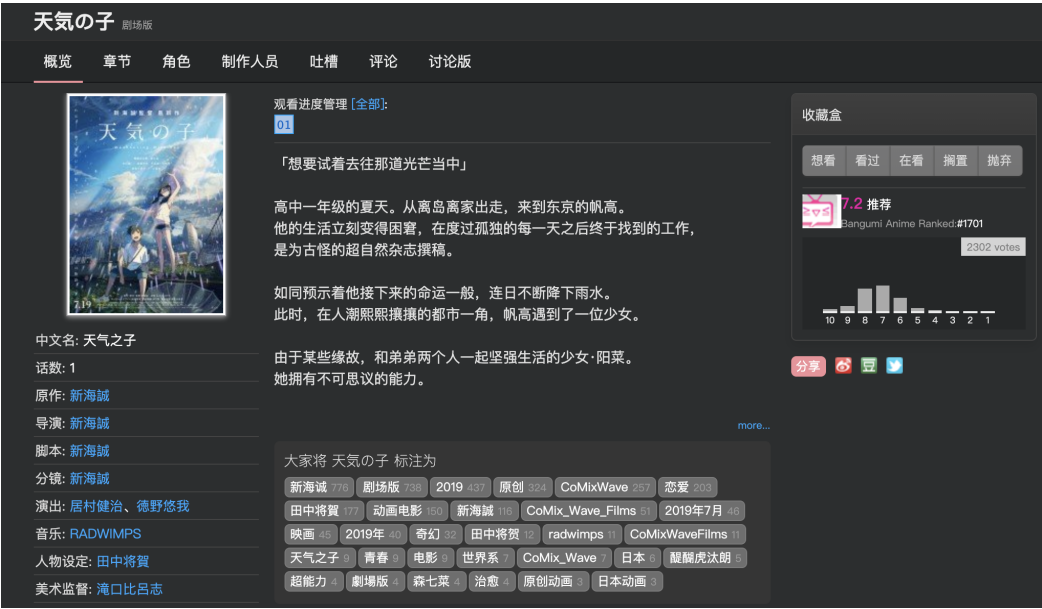 天気の子 剧场版
概览 章节 角色 制作人员 吐槽 评论 讨论版
天気の子
7.19
中文名: 天气之子
话数: 1
原作: 新海誠
导演: 新海誠
脚本: 新海誠
分镜: 新海誠
演出: 居村健治、徳野悠我
音乐: RADWIMPS
人物设定: 田中将賀
美术监督: 滝口比呂志
观看进度管理 [全部]:
01
「想要试着去往那道光芒当中」
高中一年级的夏天。从离岛离家出走，来到东京的帆高。
他的生活立刻变得困窘，在度过孤独的每一天之后终于找到的工作，
是为古怪的超自然杂志撰稿。
如同预示着他接下来的命运一般，连日不断降下雨水。
此时，在人潮熙熙攘攘的都市一角，帆高遇到了一位少女。
由于某些缘故，和弟弟两个人一起坚强生活的少女·阳菜。
她拥有不可思议的能力。
more...
大家将 天気の子 标注为
新海诚 776 剧场版 738 2019 437 原创 324 CoMixWave 257 恋爱 203
田中将賀 177 动画电影 150 新海誠 116 CoMix_Wave_Films 51 2019年7月 46
映画 45 2019年 40 奇幻 32 田中将贺 12 radwimps 11 CoMixWaveFilms 11
天气之子 9 青春 9 电影 9 世界系 7 CoMix_Wave 7 日本 6 醍醐虎汰朗 5
超能力 4 劇場版 4 森七菜 4 治愈 4 原创动画 3 日本动画 3
收藏盒
想看 看过 在看 搁置 抛弃
7.2 推荐
Bangumi Anime Ranked:#1701
2302 votes
10 9 8 7 6 5 4 3 2 1
分享 豆